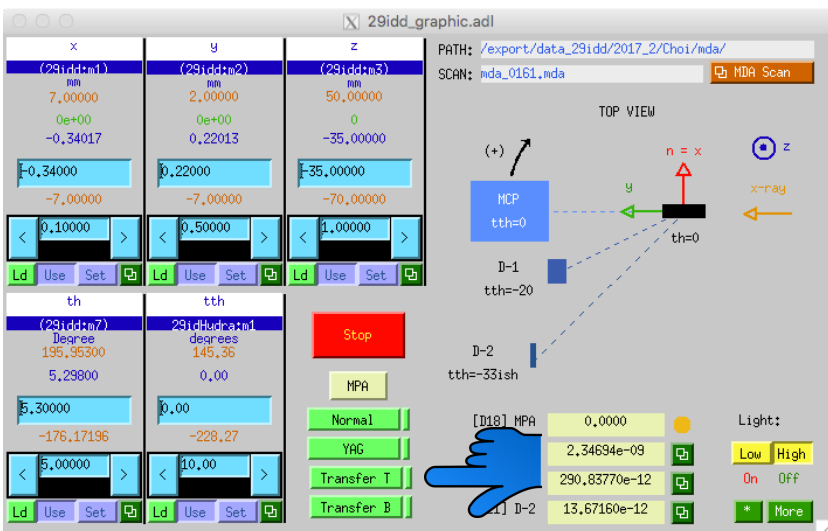 29idd_graphic.adl
x
y
z
(29idd:m1)
(29idd:m2)
(29idd:m3)
mm
mm
mm
7.00000
2.00000
50.00000
0e+00
0e+00
0
-0.34017
0.22013
-35.00000
-0.34000
0.22000
-35.00000
-7.00000
-7.00000
-70.00000
< 0.10000 >
< 0.50000 >
< 1.00000 >
Ld Use Set
Ld Use Set
Ld Use Set
PATH: /export/data_29idd/2017_2/Choi/mda/
SCAN: mda_0161.mda
MDA Scan
TOP VIEW
(+)
n = x
z
y
x-ray
MCP
tth=0
th=0
D-1
tth=-20
D-2
tth=-33ish
th
tth
(29idd:m7)
29idHydra:m1
Degree
degrees
195.95300
145.36
5.29800
0.00
5.30000
0.00
-176.17196
-228.27
< 5.00000 >
< 10.00 >
Ld Use Set
Ld Use Set
Stop
MPA
Normal
YAG
Transfer T
Transfer B
[D18] MPA 0.0000
2.34694e-09
290.83770e-12
D-2 13.67160e-12
Light:
Low High
On Off
* More